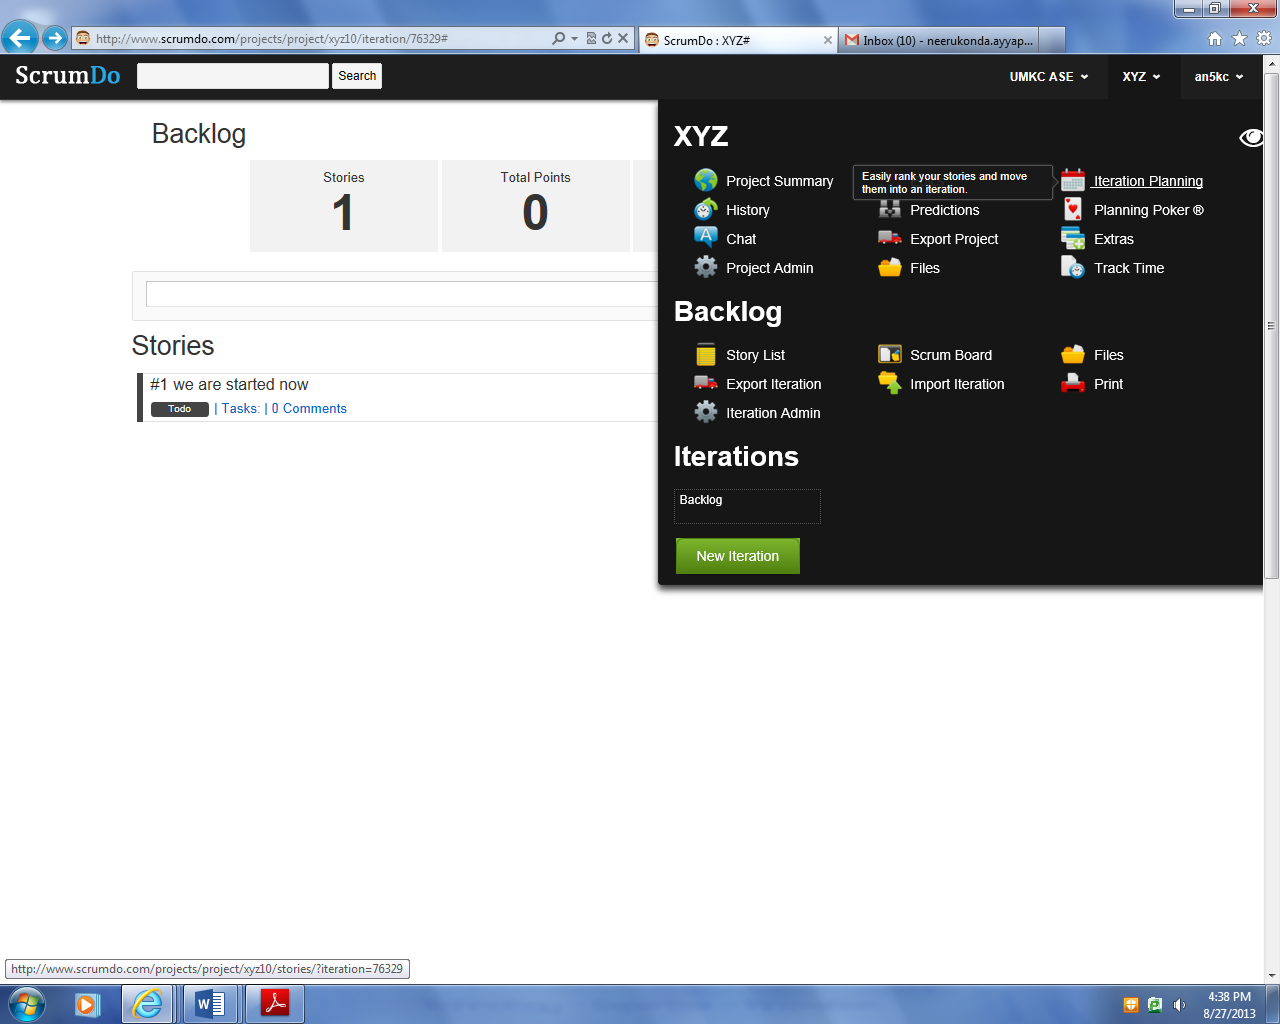 http://www.scrumdo.com/projects/project/xyz10/iteration/76329#
ScrumDo : XYZ#
Inbox (10) - neerukonda.ayyap...
ScrumDo
Search
UMKC ASE
XYZ
an5kc
Backlog
Stories
1
Total Points
0
Stories
#1 we are started now
Todo | Tasks: | 0 Comments
XYZ
Project Summary
Easily rank your stories and move
them into an iteration.
Iteration Planning
History
Predictions
Planning Poker ®
Chat
Export Project
Extras
Project Admin
Files
Track Time
Backlog
Story List
Scrum Board
Files
Export Iteration
Import Iteration
Print
Iteration Admin
Iterations
Backlog
New Iteration
http://www.scrumdo.com/projects/project/xyz10/stories/?iteration=76329
4:38 PM
8/27/2013